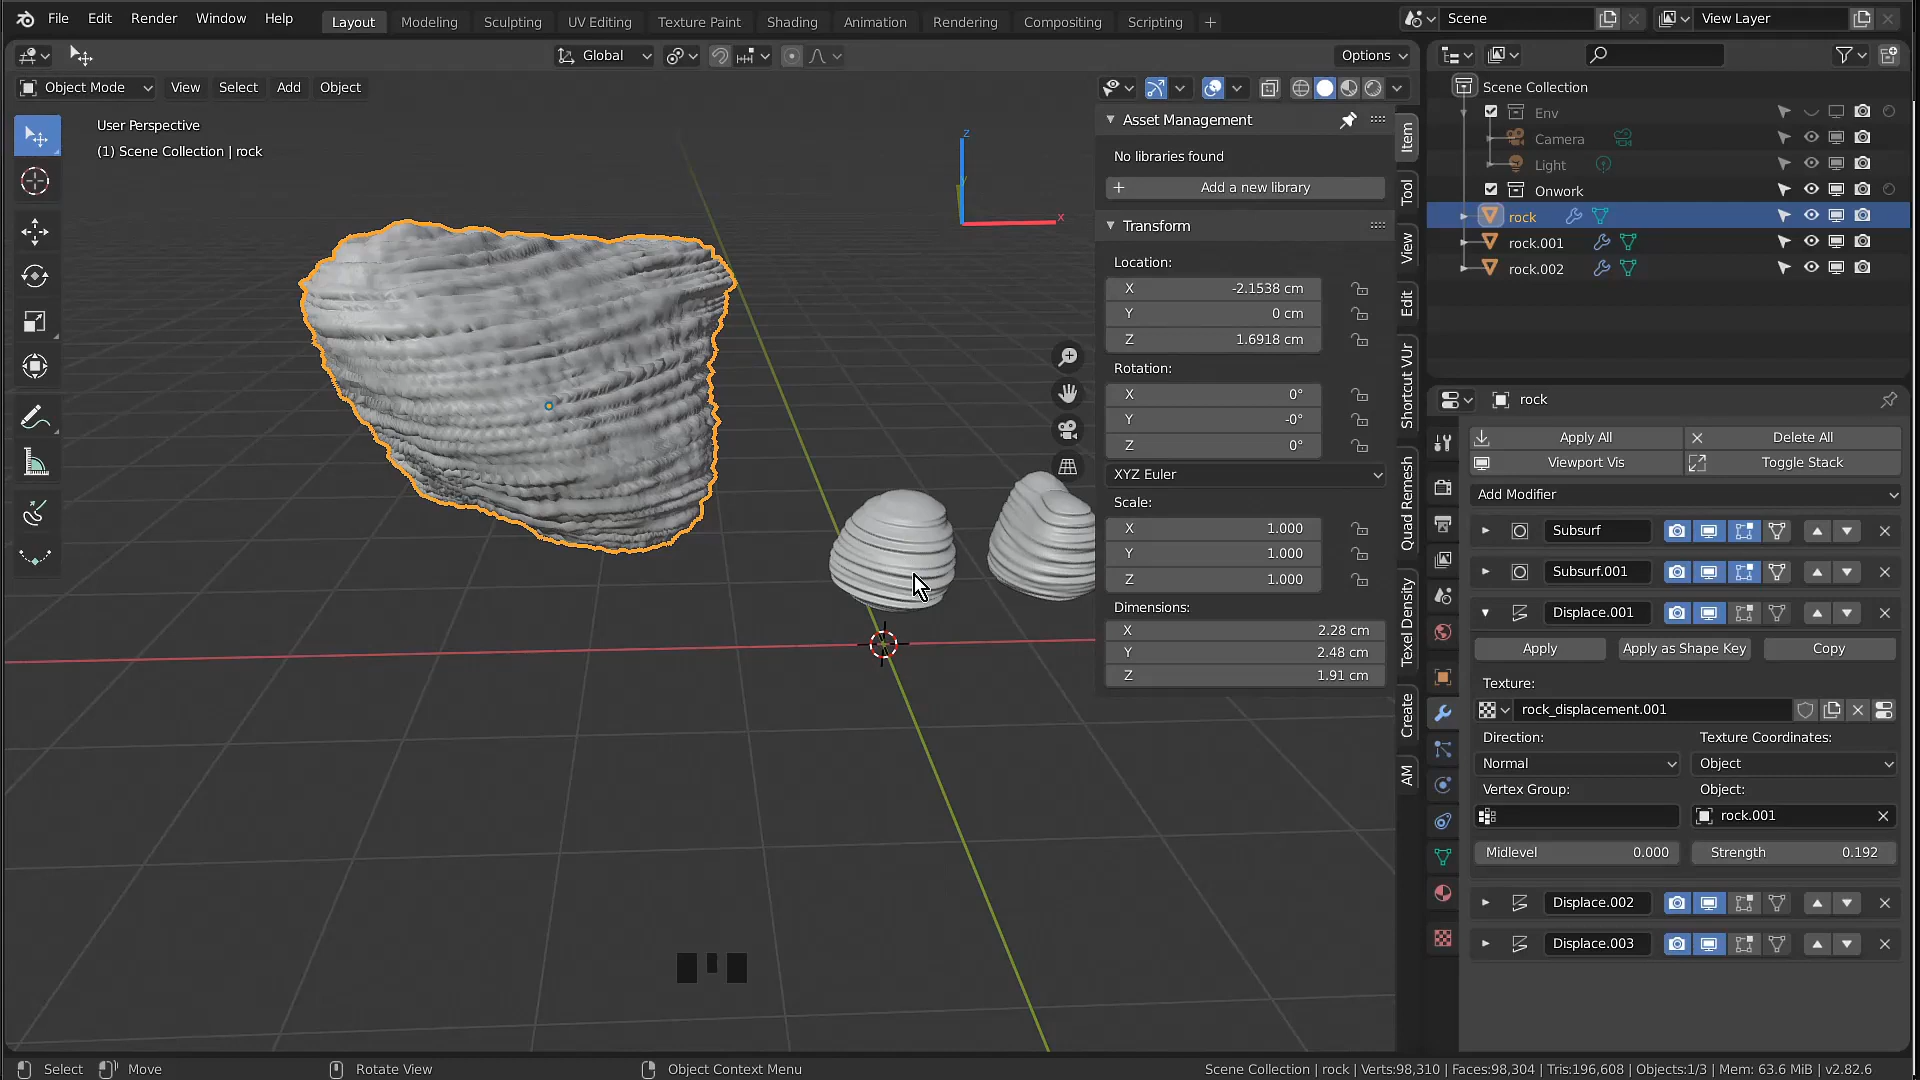 File Edit Render Window Help Layout Modeling Sculpting UV Editing Texture Paint Shading Animation Rendering Compositing Scripting + Scene View Layer
Global Options
Object Mode View Select Add Object
User Perspective
(1) Scene Collection | rock
z
x
Asset Management
No libraries found
+ Add a new library
Transform
Location:
X -2.1538 cm
Y 0 cm
Z 1.6918 cm
Rotation:
X 0°
Y -0°
Z 0°
XYZ Euler
Scale:
X 1.000
Y 1.000
Z 1.000
Dimensions:
X 2.28 cm
Y 2.48 cm
Z 1.91 cm
Item
Tool
View
Edit
Shortcut VUr
Quad Remesh
Texel Density
Create
AM
Scene Collection
Env
Camera
Light
Onwork
rock
rock.001
rock.002
rock
Apply All Delete All
Viewport Vis Toggle Stack
Add Modifier
Subsurf
Subsurf.001
Displace.001
Apply Apply as Shape Key Copy
Texture:
rock_displacement.001
Direction: Texture Coordinates:
Normal Object
Vertex Group: Object:
rock.001
Midlevel 0.000 Strength 0.192
Displace.002
Displace.003
Select Move Rotate View Object Context Menu Scene Collection | rock | Verts:98,310 | Faces:98,304 | Tris:196,608 | Objects:1/3 | Mem: 63.6 MiB | v2.82.6